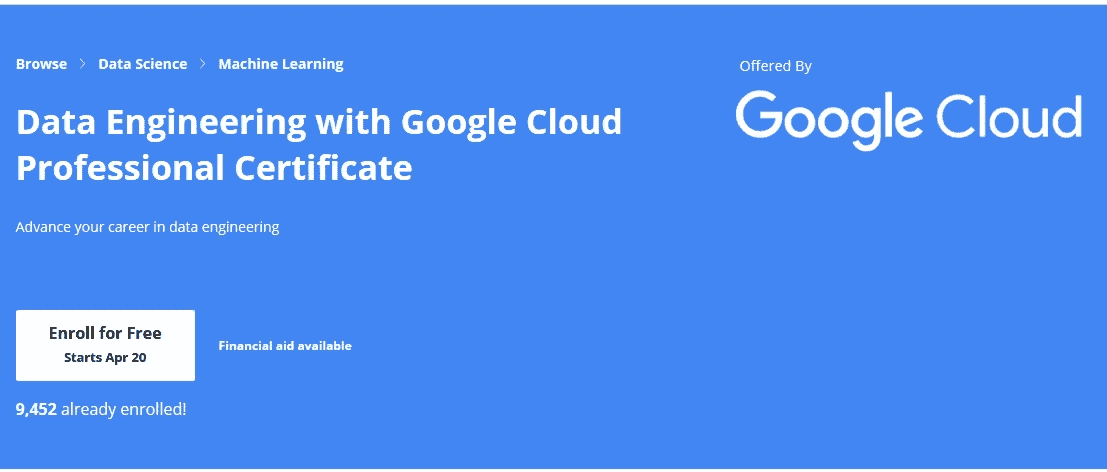 Browse > Data Science > Machine Learning
Offered By
Google Cloud
Data Engineering with Google Cloud
Professional Certificate
Advance your career in data engineering
Enroll for Free
Starts Apr 20
Financial aid available
9,452 already enrolled!